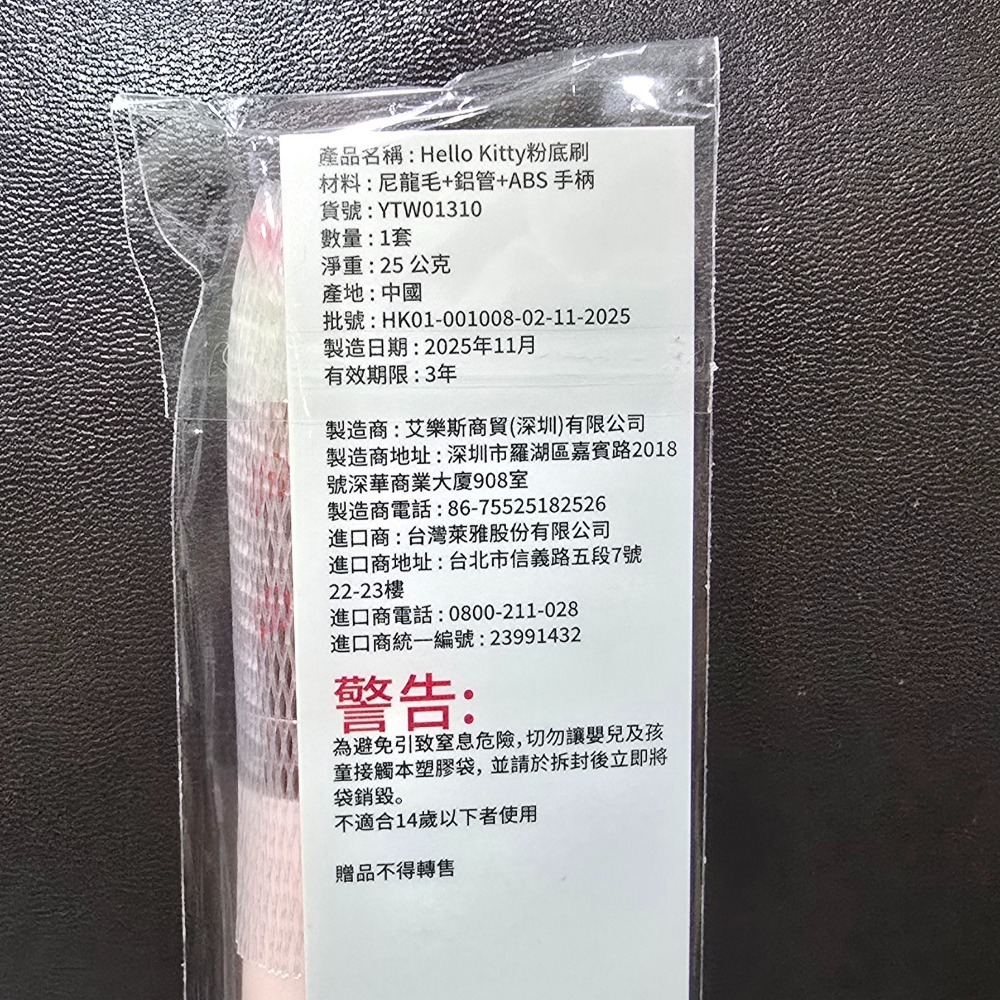 產品名稱 : Hello Kitty粉底刷
材料 : 尼龍毛+鋁管+ABS 手柄
貨號 : YTW01310
數量 : 1套
淨重 : 25 公克
產地 : 中國
批號 : HK01-001008-02-11-2025
製造日期 : 2025年11月
有效期限 : 3年
製造商 : 艾樂斯商貿(深圳)有限公司
製造商地址 : 深圳市羅湖區嘉賓路2018
號深華商業大廈908室
製造商電話 : 86-75525182526
進口商 : 台灣萊雅股份有限公司
進口商地址 : 台北市信義路五段7號
22-23樓
進口商電話 : 0800-211-028
進口商統一編號 : 23991432
警告:
為避免引致窒息危險, 切勿讓嬰兒及孩
童接觸本塑膠袋, 並請於拆封後立即將
袋銷毀。
不適合14歲以下者使用
贈品不得轉售